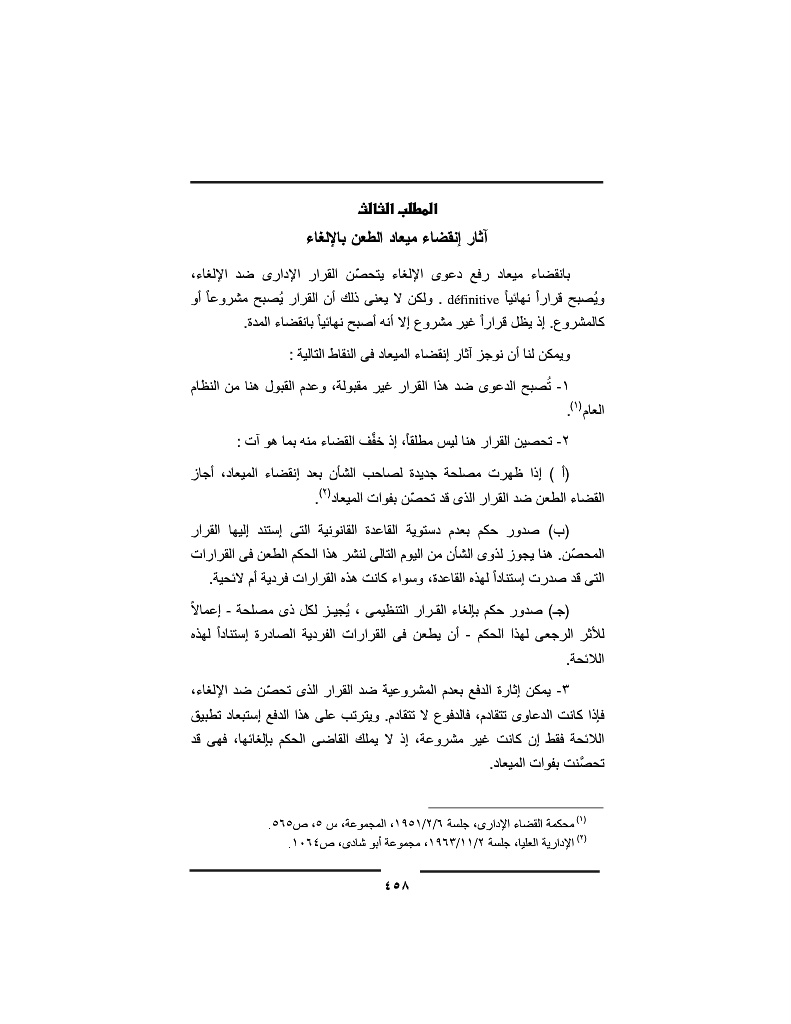 المطلب الثالث
آثار إنقضاء ميعاد الطعن بالإلغاء
بانقضاء ميعاد رفع دعوى الإلغاء يتحصّن القرار الإدارى ضد الإلغاء،
ويُصبح قراراً نهائياً définitive . ولكن لا يعنى ذلك أن القرار يُصبح مشروعاً أو
كالمشروع. إذ يظل قراراً غير مشروع إلا أنه أصبح نهائياً بانقضاء المدة.
ويمكن لنا أن نوجز آثار إنقضاء الميعاد فى النقاط التالية :
١- تُصبح الدعوى ضد هذا القرار غير مقبولة، وعدم القبول هنا من النظام
العام(١).
٢- تحصين القرار هنا ليس مطلقاً، إذ خفَّف القضاء منه بما هو آت :
(أ ) إذا ظهرت مصلحة جديدة لصاحب الشأن بعد إنقضاء الميعاد، أجاز
القضاء الطعن ضد القرار الذى قد تحصّن بفوات الميعاد(٢).
(ب) صدور حكم بعدم دستوية القاعدة القانونية التى إستند إليها القرار
المحصّن. هنا يجوز لذوى الشأن من اليوم التالى لنشر هذا الحكم الطعن فى القرارات
التى قد صدرت إستناداً لهذه القاعدة، وسواء كانت هذه القرارات فردية أم لائحية.
(جـ) صدور حكم بإلغاء القـرار التنظيمى ، يُجيـز لكل ذى مصلحة - إعمالاً
للأثر الرجعى لهذا الحكم - أن يطعن فى القرارات الفردية الصادرة إستناداً لهذه
اللائحة.
٣- يمكن إثارة الدفع بعدم المشروعية ضد القرار الذى تحصّن ضد الإلغاء،
فإذا كانت الدعاوى تتقادم، فالدفوع لا تتقادم. ويترتب على هذا الدفع إستبعاد تطبيق
اللائحة فقط إن كانت غير مشروعة، إذ لا يملك القاضى الحكم بإلغائها، فهى قد
تحصَّنت بفوات الميعاد.
(١) محكمة القضاء الإدارى، جلسة ١٩٥١/٢/٦، المجموعة، س ٥، ص٥٦٥.
(٢) الإدارية العليا، جلسة ١٩٦٣/١١/٢، مجموعة أبو شادى، ص١٠٦٤.
٤٥٨